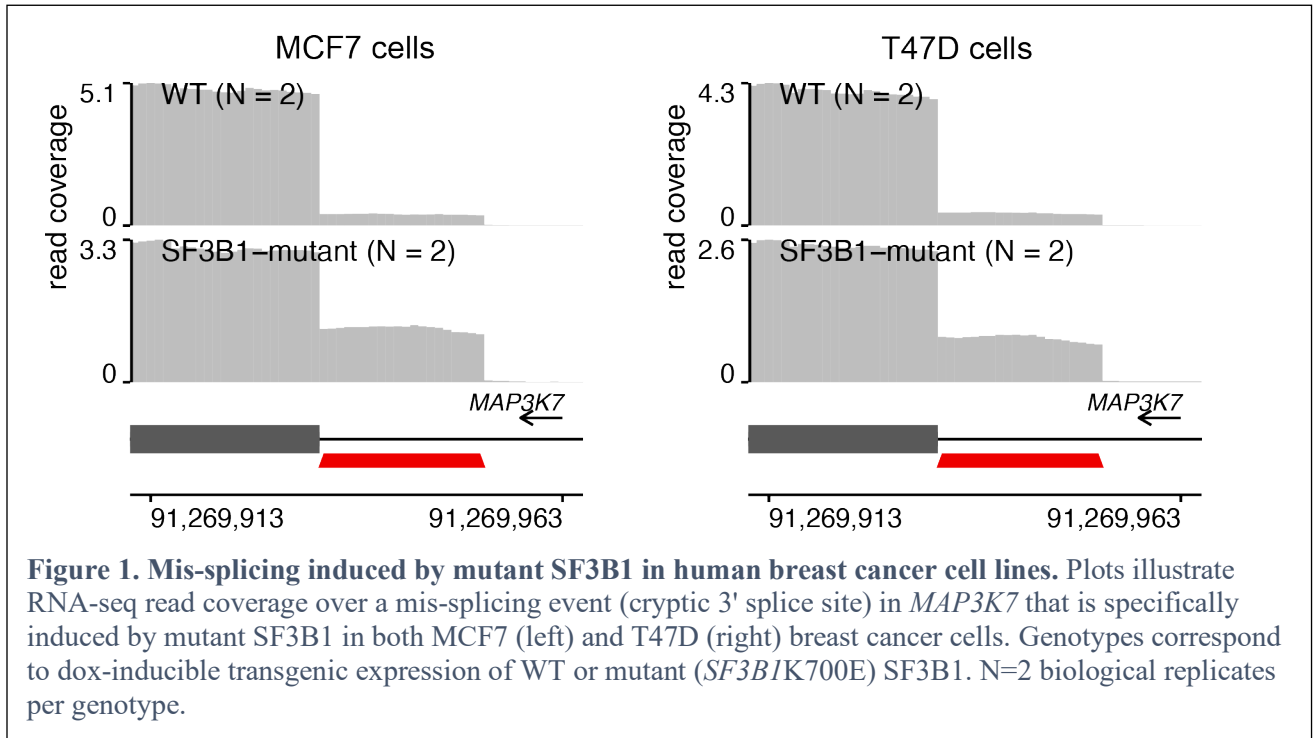 MCF7 cells
T47D cells
5.1
WT (N = 2)
read coverage
0
3.3
SF3B1–mutant (N = 2)
read coverage
0
MAP3K7
91,269,913
91,269,963
4.3
WT (N = 2)
read coverage
0
2.6
SF3B1–mutant (N = 2)
read coverage
0
MAP3K7
91,269,913
91,269,963
Figure 1. Mis-splicing induced by mutant SF3B1 in human breast cancer cell lines. Plots illustrate
RNA-seq read coverage over a mis-splicing event (cryptic 3' splice site) in MAP3K7 that is specifically
induced by mutant SF3B1 in both MCF7 (left) and T47D (right) breast cancer cells. Genotypes correspond
to dox-inducible transgenic expression of WT or mutant (SF3B1K700E) SF3B1. N=2 biological replicates
per genotype.